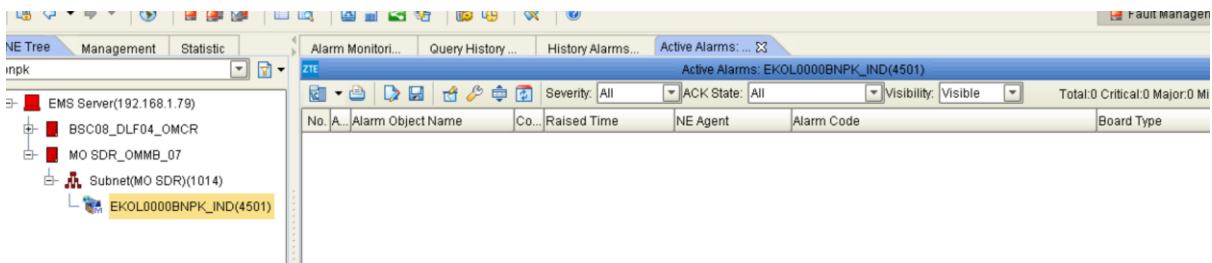 Fault Managem
NE Tree Management Statistic
Alarm Monitori... Query History ... History Alarms... Active Alarms: ...
onpk
ZTE Active Alarms: EKOL0000BNPK_IND(4501)
Severity: All ACK State: All Visibility: Visible Total:0 Critical:0 Major:0 Mi
No. A... Alarm Object Name Co... Raised Time NE Agent Alarm Code Board Type
EMS Server(192.168.1.79)
BSC08_DLF04_OMCR
MO SDR_OMMB_07
Subnet(MO SDR)(1014)
EKOL0000BNPK_IND(4501)